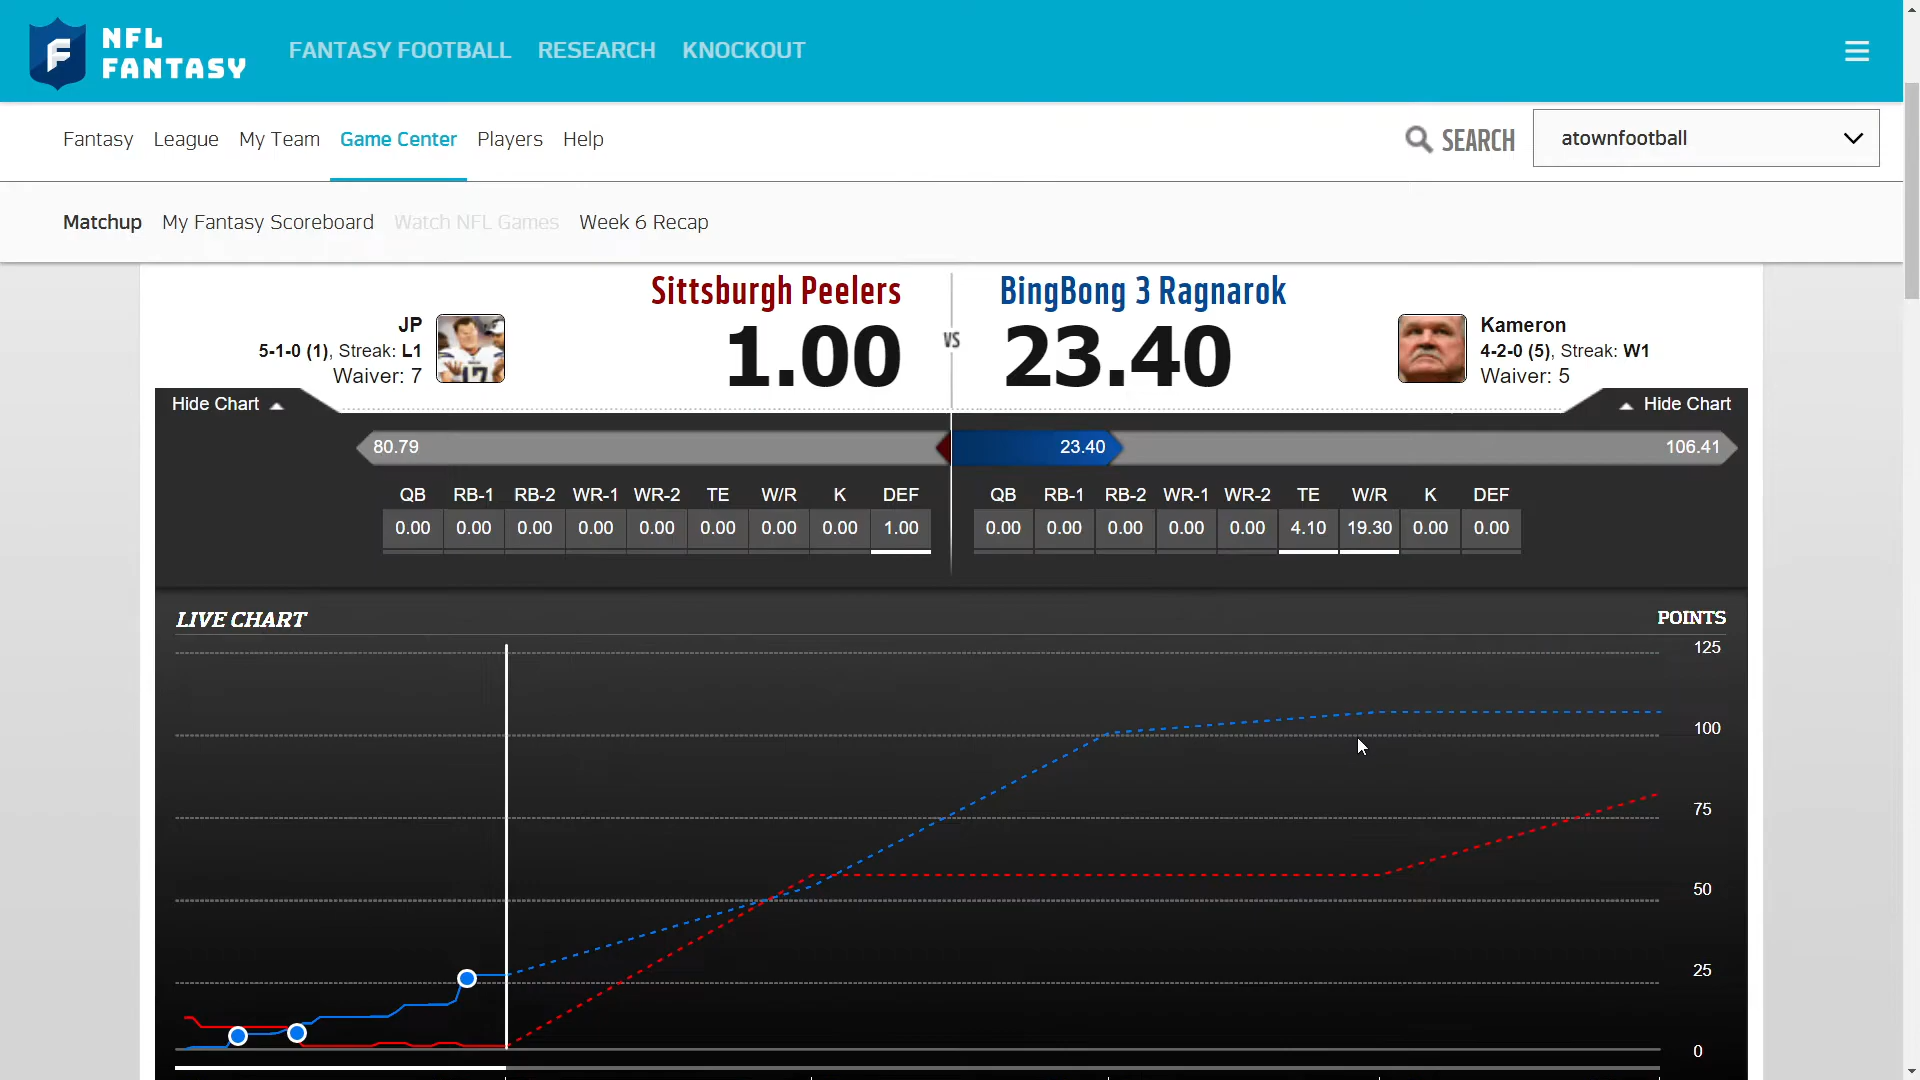 NFL
FANTASY
FANTASY FOOTBALL RESEARCH KNOCKOUT
Fantasy League My Team Game Center Players Help
SEARCH
atownfootball
Matchup My Fantasy Scoreboard Watch NFL Games Week 6 Recap
Sittsburgh Peelers
1.00
VS
BingBong 3 Ragnarok
23.40
JP
5-1-0 (1), Streak: L1
Waiver: 7
17
Kameron
4-2-0 (5), Streak: W1
Waiver: 5
Hide Chart
Hide Chart
80.79
23.40
106.41
QB RB-1 RB-2 WR-1 WR-2 TE W/R K DEF
0.00 0.00 0.00 0.00 0.00 0.00 0.00 0.00 1.00
QB RB-1 RB-2 WR-1 WR-2 TE W/R K DEF
0.00 0.00 0.00 0.00 0.00 4.10 19.30 0.00 0.00
LIVE CHART
POINTS
125
100
75
50
25
0